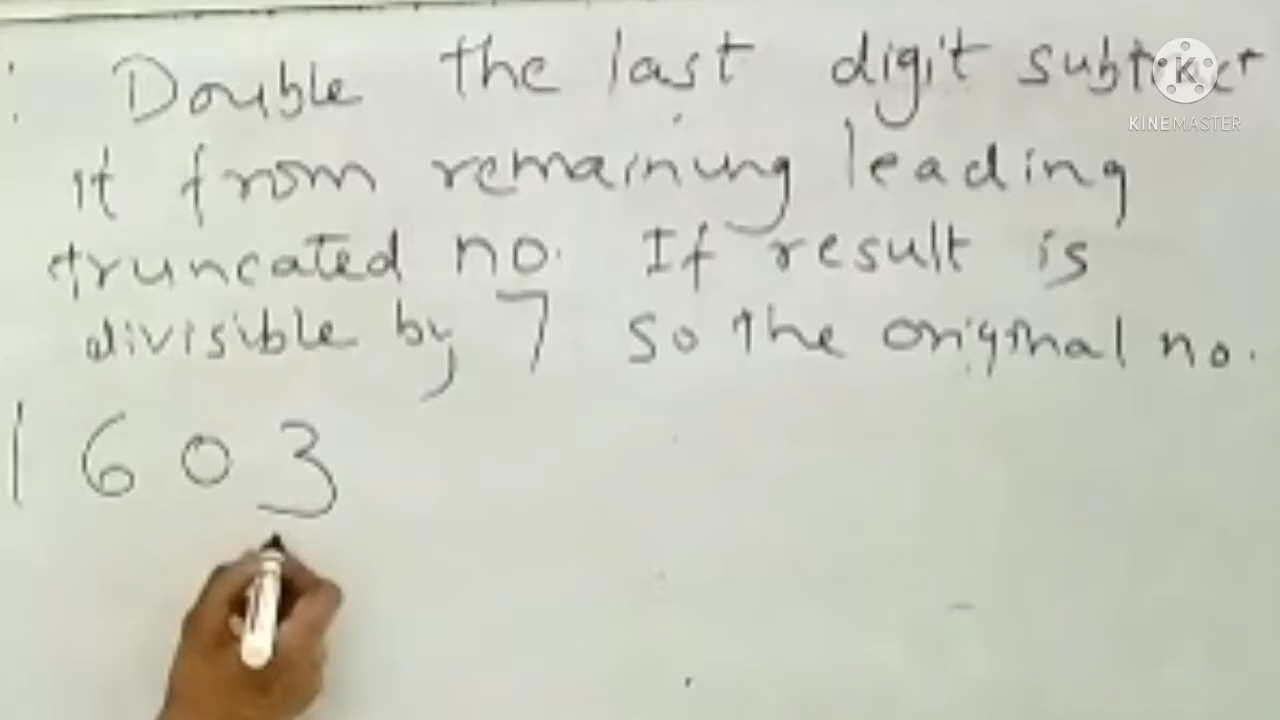 : Double the last digit subtract
it from remaining leading
truncated no. If result is
divisible by 7 so the original no.
1603
K
KINEMASTER